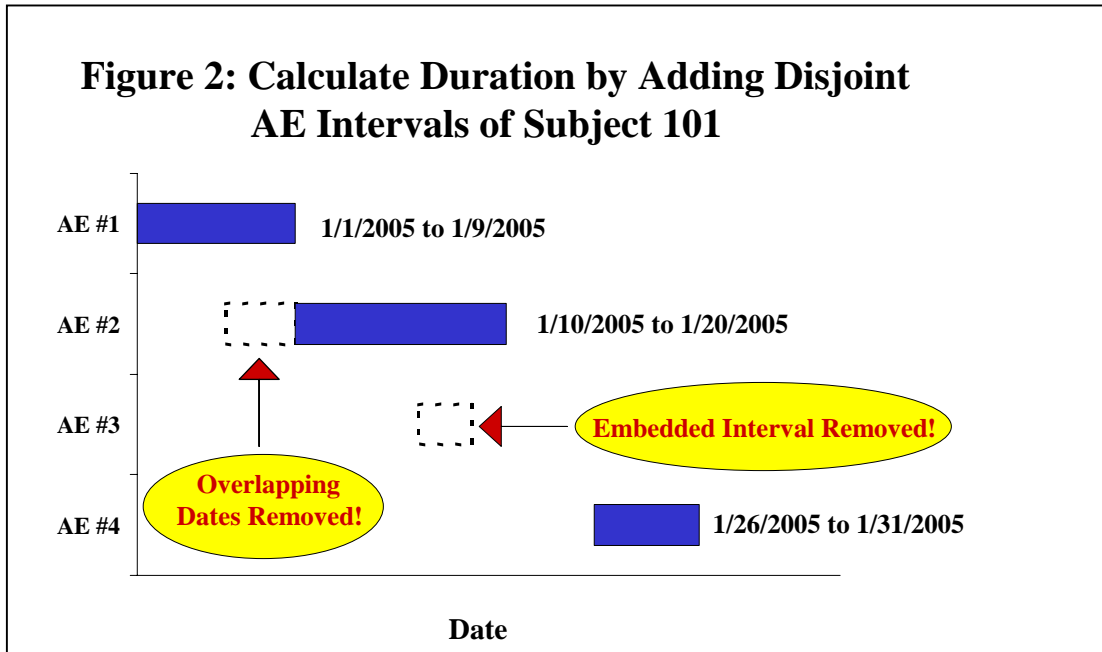 Figure 2: Calculate Duration by Adding Disjoint
AE Intervals of Subject 101
AE #1
1/1/2005 to 1/9/2005
AE #2
1/10/2005 to 1/20/2005
AE #3
Embedded Interval Removed!
Overlapping
Dates Removed!
AE #4
1/26/2005 to 1/31/2005
Date